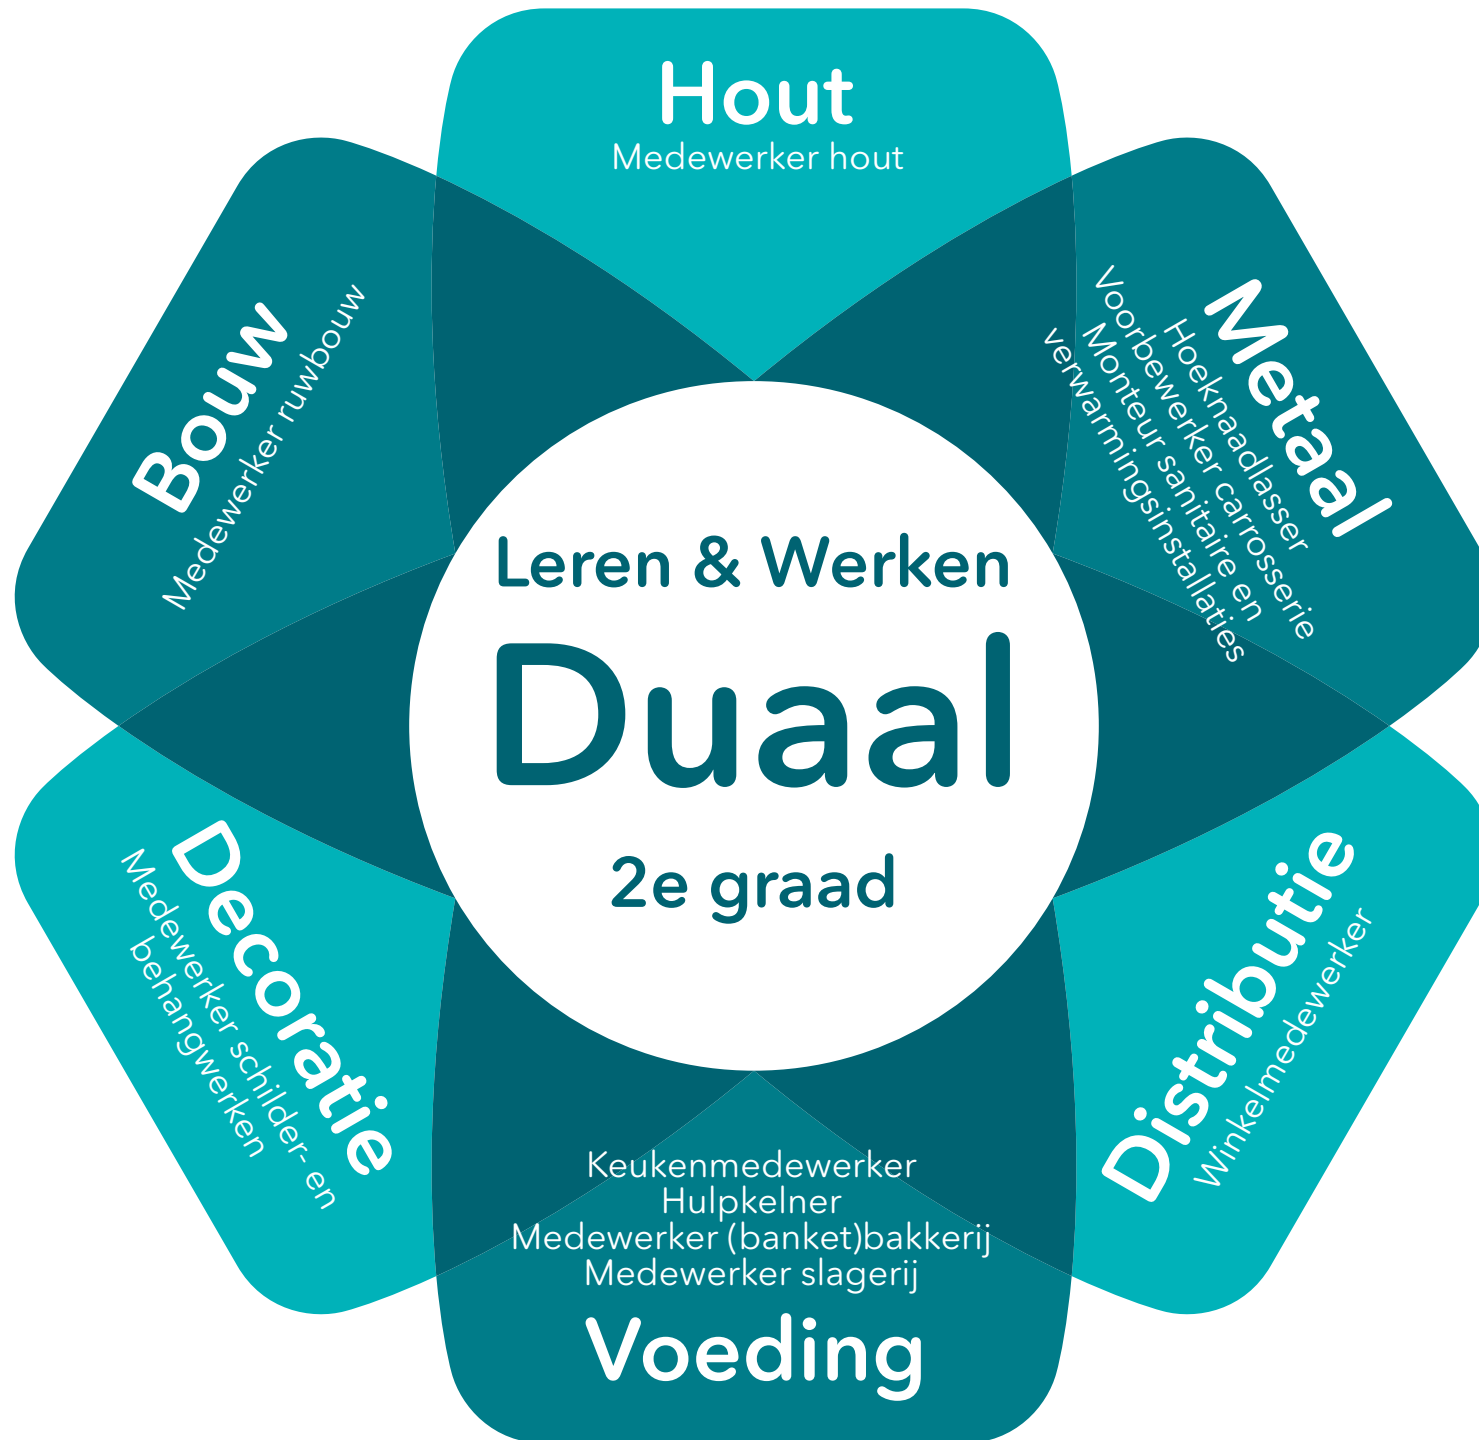 Hout
Medewerker hout
Metaal
Hoeknaadlasser
Voorbewerker carrosserie
Monteur sanitaire en
verwarmingsinstallaties
Bouw
Medewerker ruwbouw
Leren & Werken
Duaal
2e graad
Decoratie
Medewerker schilder- en
behangwerken
Distributie
Winkelmedewerker
Keukenmedewerker
Hulpkelner
Medewerker (banket)bakkerij
Medewerker slagerij
Voeding